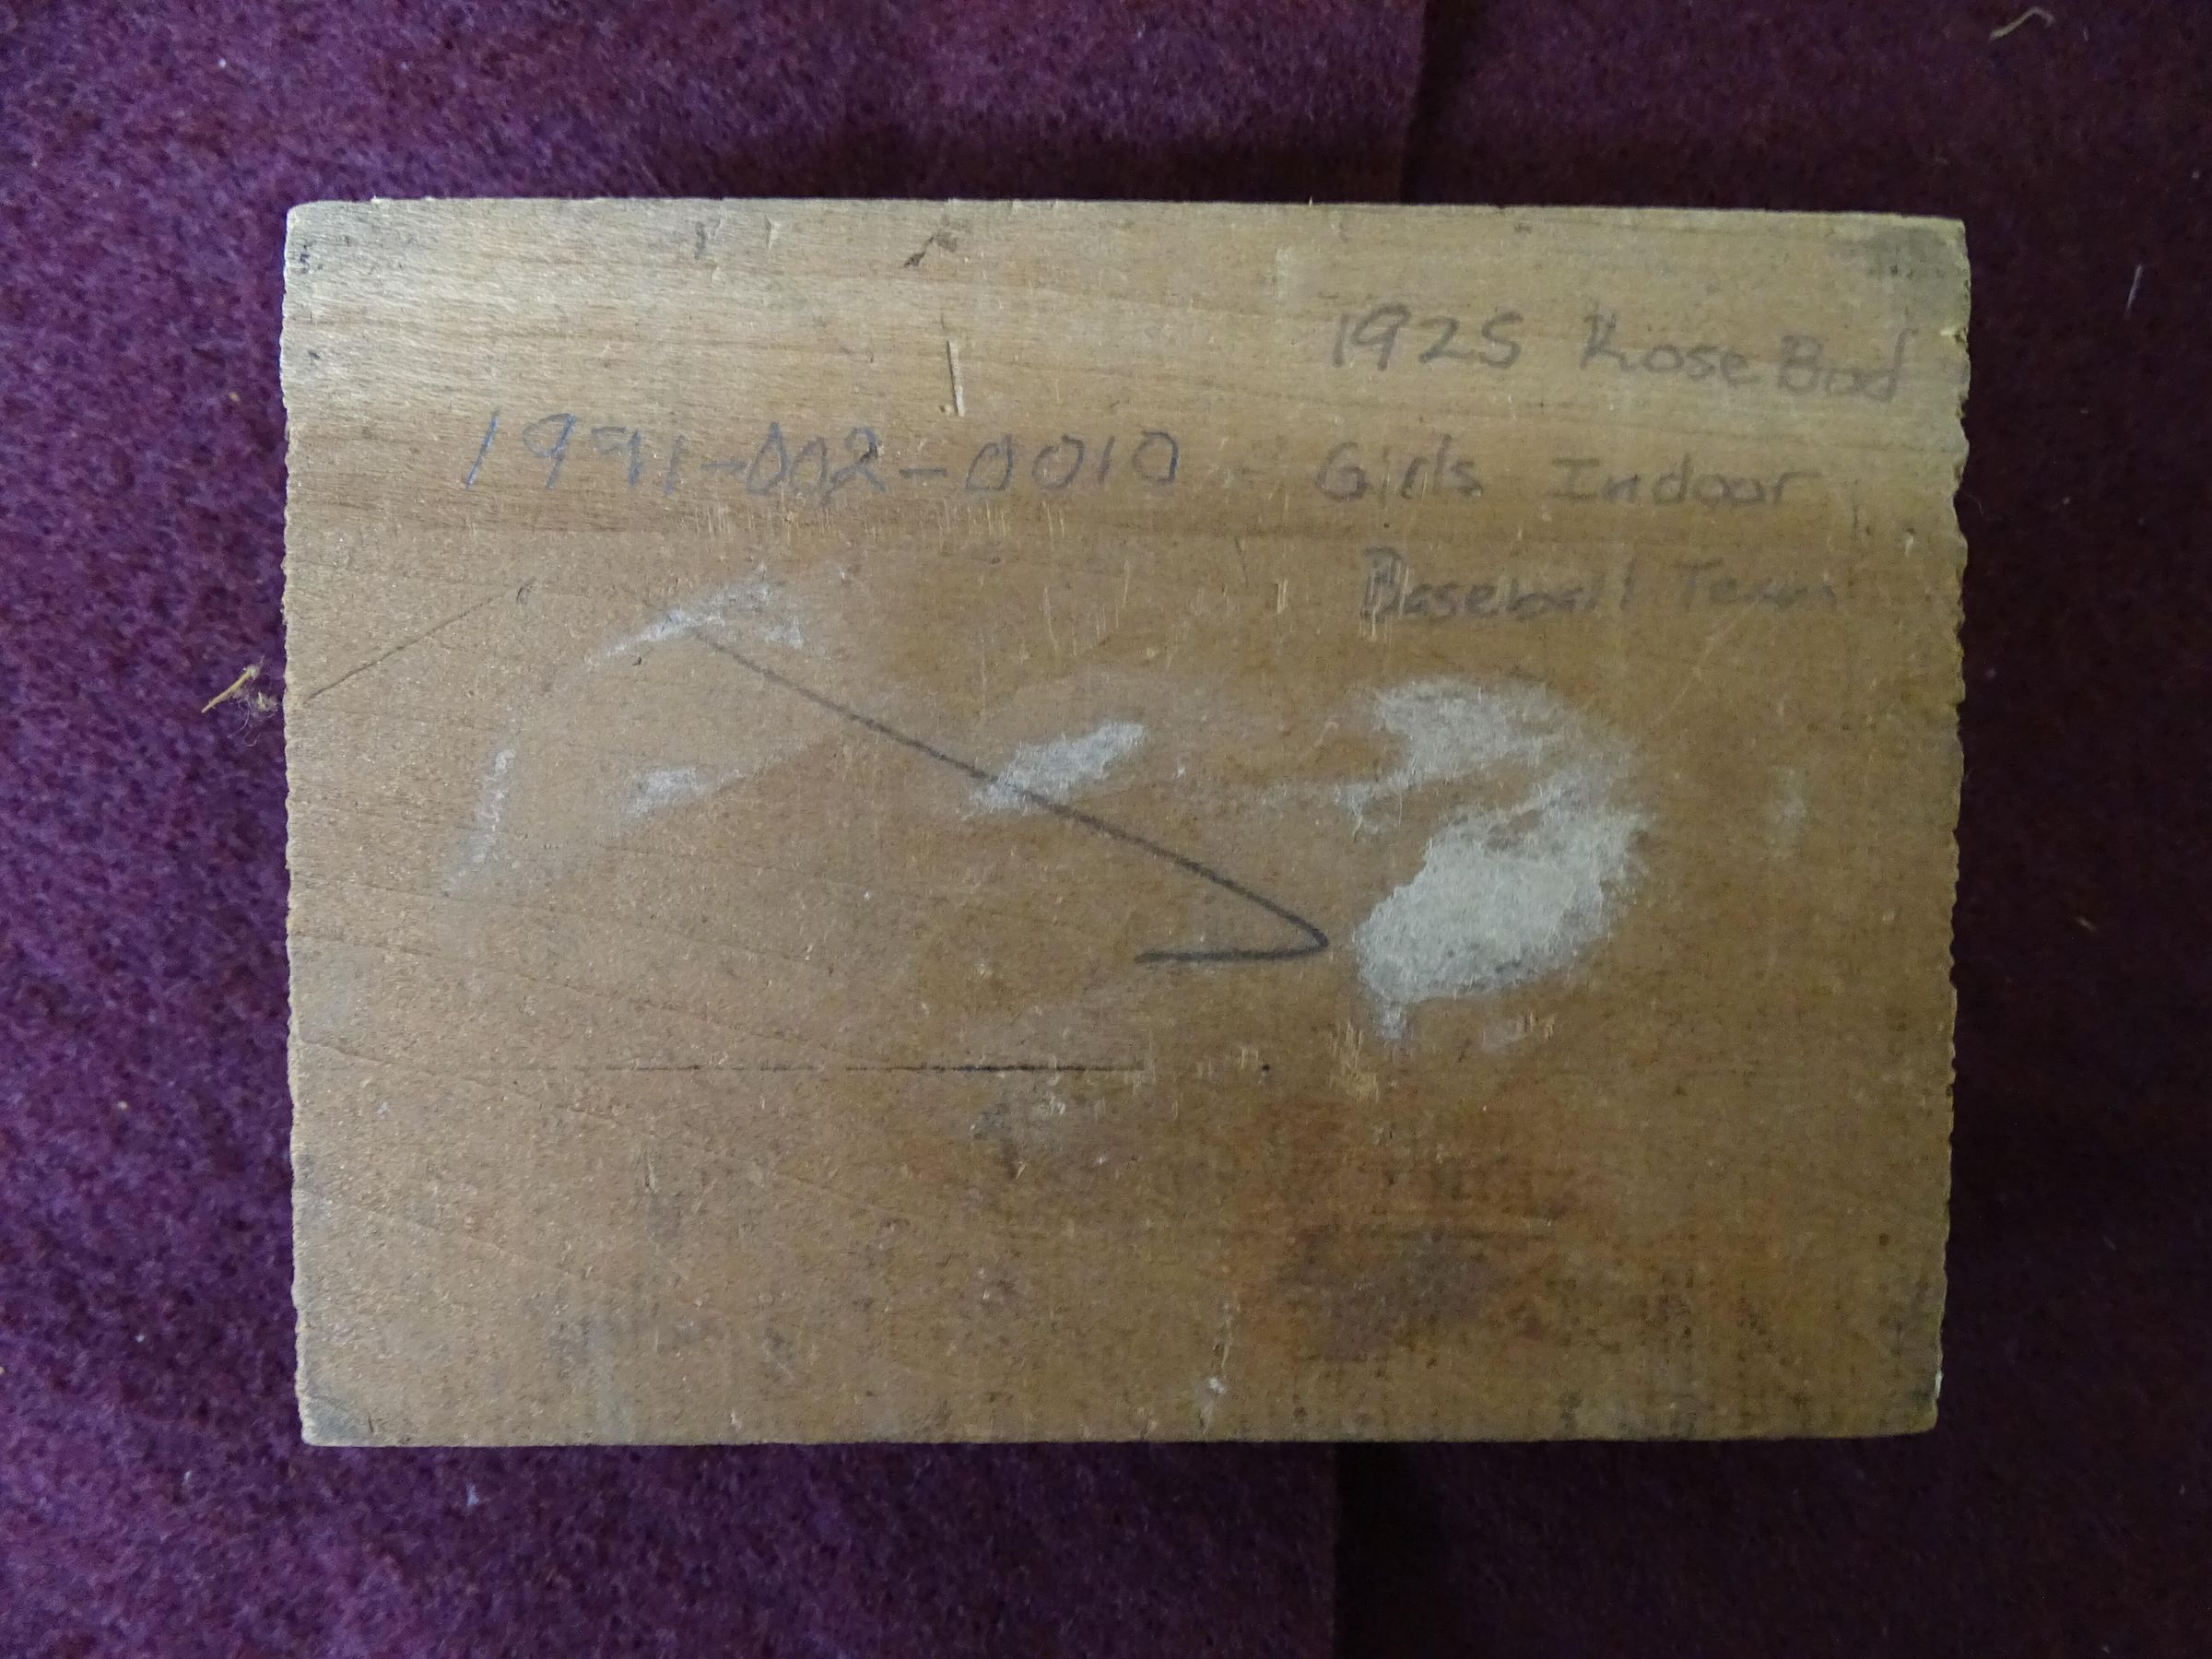 1925 Rose Bud
1991-002-0010 - Girls Indoor
Baseball Team